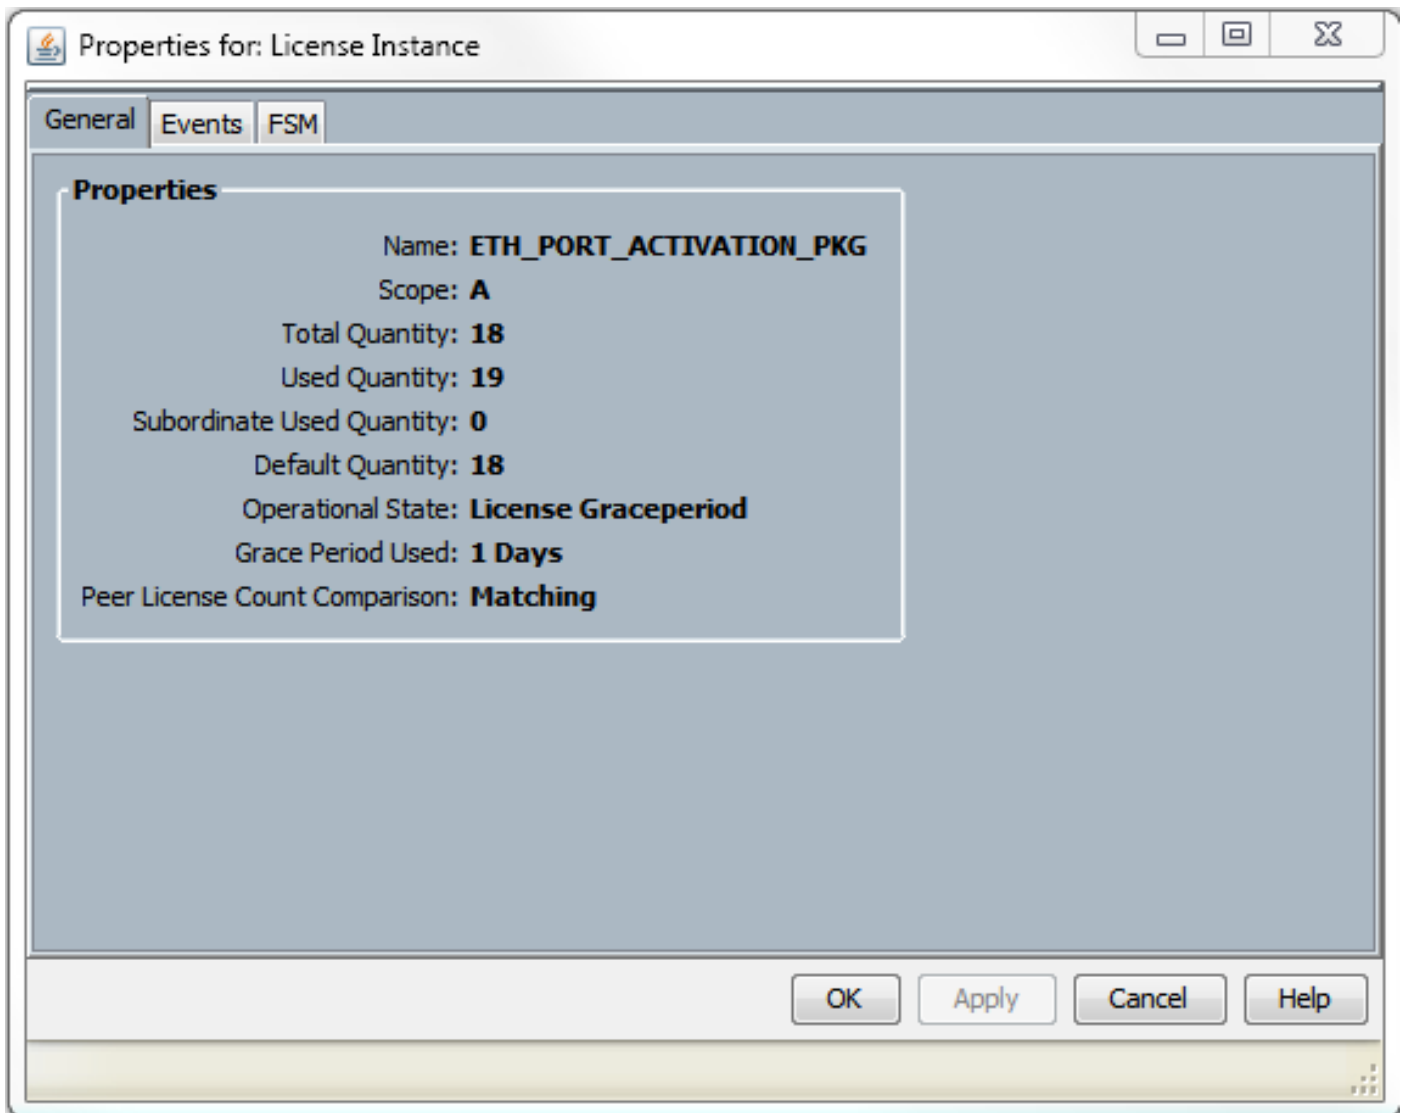 Properties for: License Instance
General Events FSM
Properties
Name: ETH_PORT_ACTIVATION_PKG
Scope: A
Total Quantity: 18
Used Quantity: 19
Subordinate Used Quantity: 0
Default Quantity: 18
Operational State: License Graceperiod
Grace Period Used: 1 Days
Peer License Count Comparison: Matching
OK Apply Cancel Help